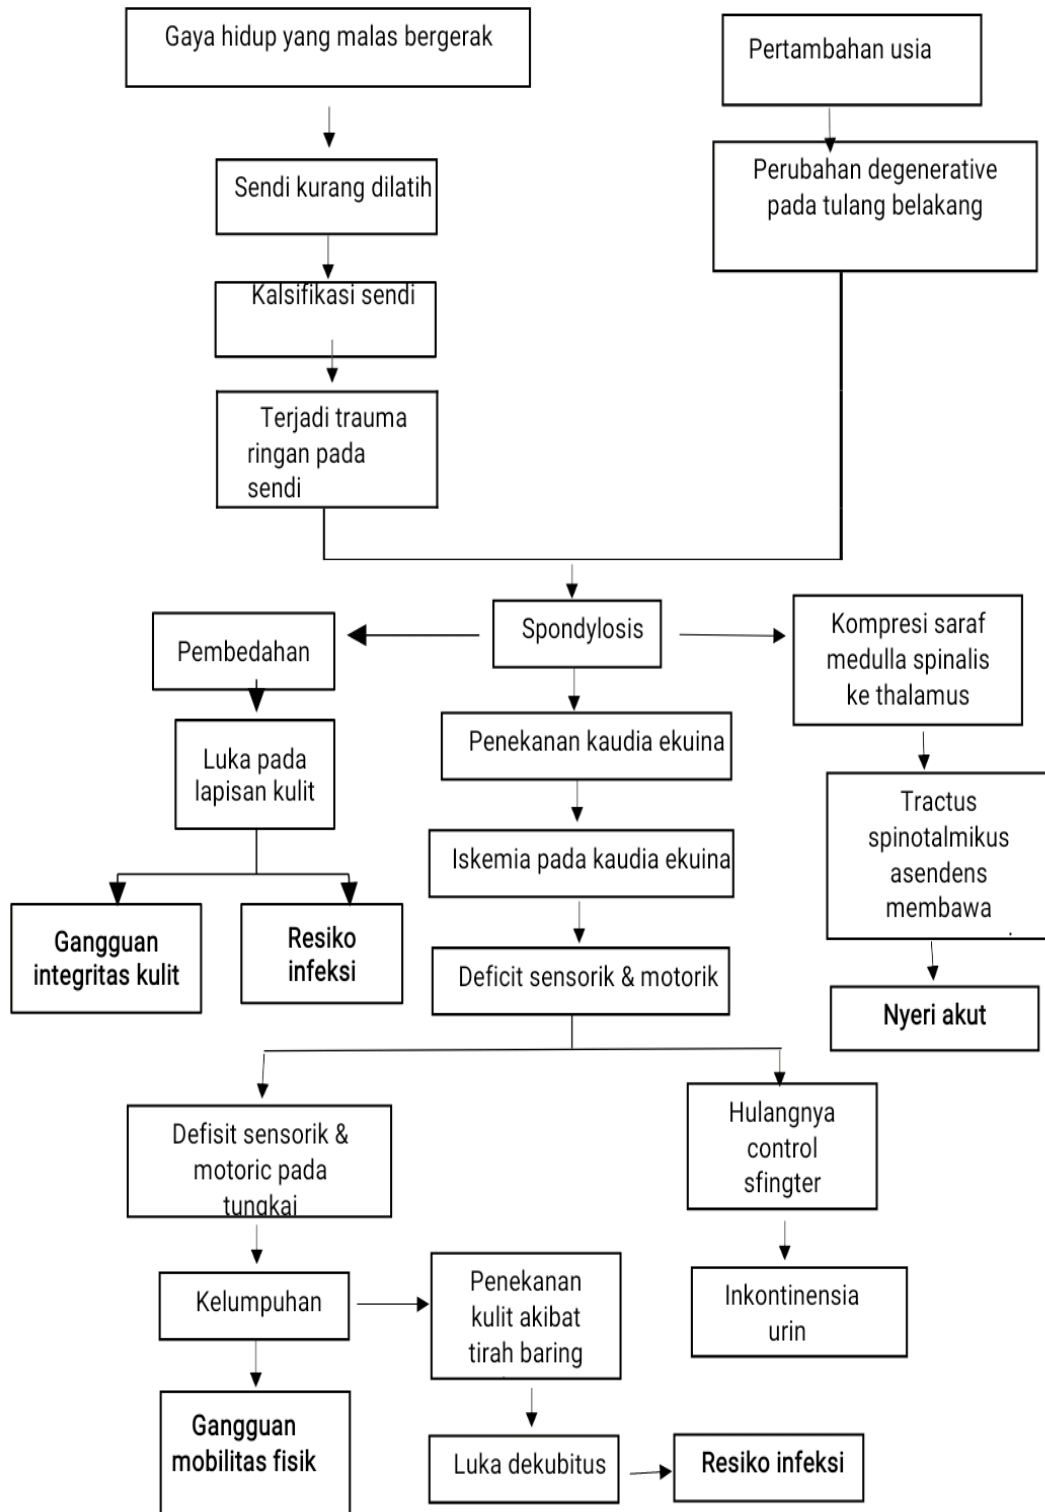 Gaya hidup yang malas bergerak
Pertambahan usia
Sendi kurang dilatih
Perubahan degenerative
pada tulang belakang
Kalsifikasi sendi
Terjadi trauma
ringan pada
sendi
Spondylosis
Pembedahan
Kompresi saraf
medulla spinalis
ke thalamus
Luka pada
lapisan kulit
Penekanan kaudia ekuina
Tractus
spinotalmikus
asendens
membawa
Iskemia pada kaudia ekuina
Gangguan
integritas kulit
Resiko
infeksi
Deficit sensorik & motorik
Nyeri akut
Defisit sensorik &
motoric pada
tungkai
Hulangnya
control
sfingter
Kelumpuhan
Penekanan
kulit akibat
tirah baring
Inkontinensia
urin
Gangguan
mobilitas fisik
Luka dekubitus
Resiko infeksi